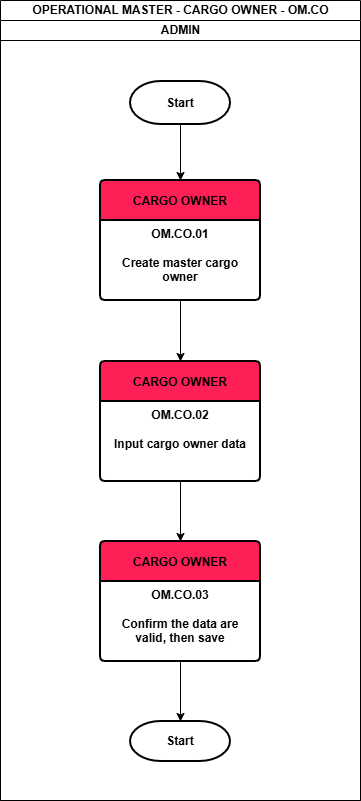 OPERATIONAL MASTER - CARGO OWNER - OM.CO
ADMIN
Start
CARGO OWNER
OM.CO.01
Create master cargo
owner
CARGO OWNER
OM.CO.02
Input cargo owner data
CARGO OWNER
OM.CO.03
Confirm the data are
valid, then save
Start